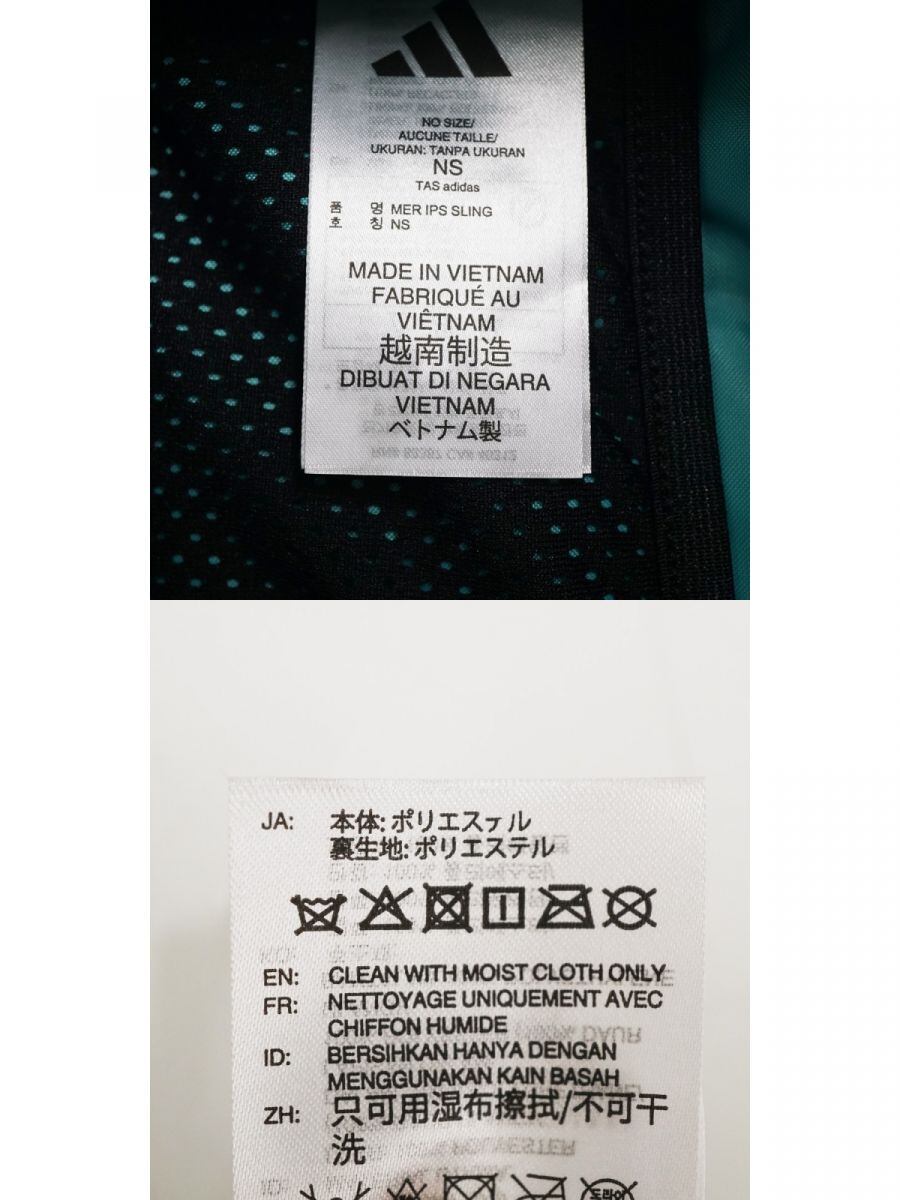 NO SIZE/
AUCUNE TAILLE/
UKURAN: TANPA UKURAN
NS
TAS adidas
품 명 MER IPS SLING
호 칭 NS
MADE IN VIETNAM
FABRIQUÉ AU
VIÊTNAM
越南制造
DIBUAT DI NEGARA
VIETNAM
ベトナム製
JA: 本体: ポリエステル
裏生地: ポリエステル
EN: CLEAN WITH MOIST CLOTH ONLY
FR: NETTOYAGE UNIQUEMENT AVEC
CHIFFON HUMIDE
ID: BERSIHKAN HANYA DENGAN
MENGGUNAKAN KAIN BASAH
ZH: 只可用湿布擦拭/不可干
洗